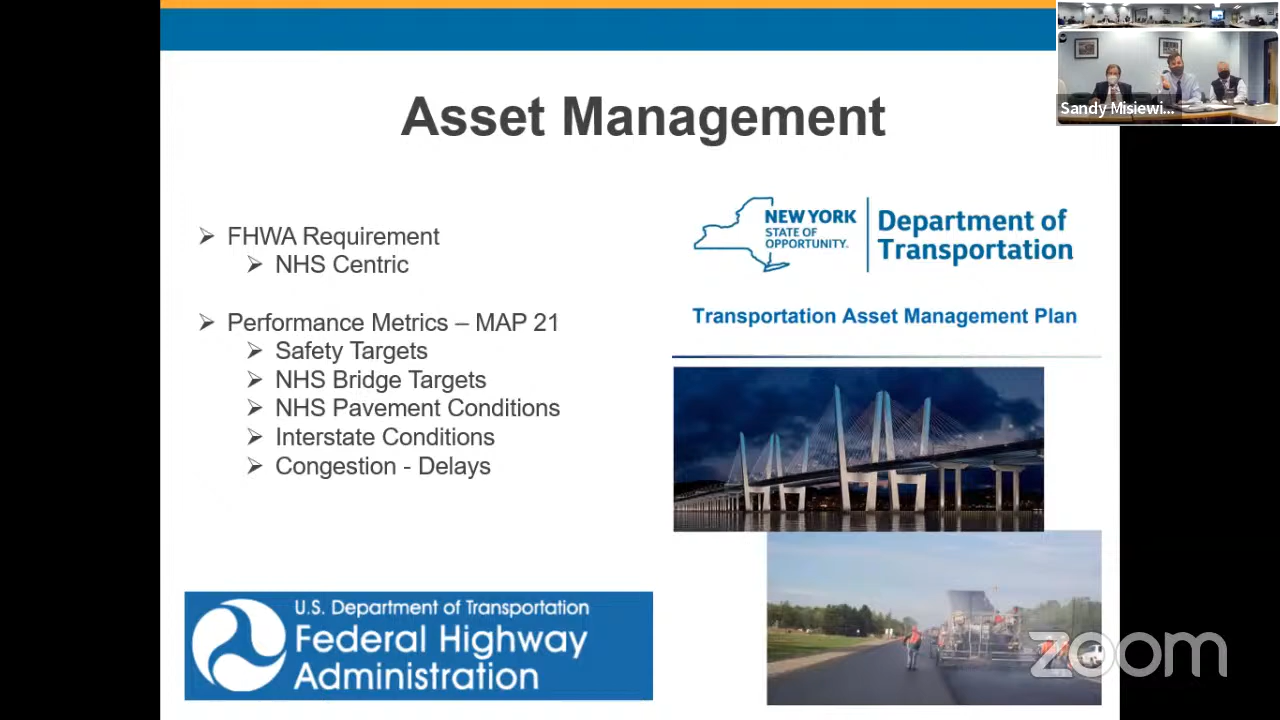 Asset Management
FHWA Requirement
NHS Centric
Performance Metrics – MAP 21
Safety Targets
NHS Bridge Targets
NHS Pavement Conditions
Interstate Conditions
Congestion - Delays
NEW YORK
STATE OF
OPPORTUNITY.
Department of
Transportation
Transportation Asset Management Plan
U.S. Department of Transportation
Federal Highway
Administration
Sandy Misiewi...
zoom